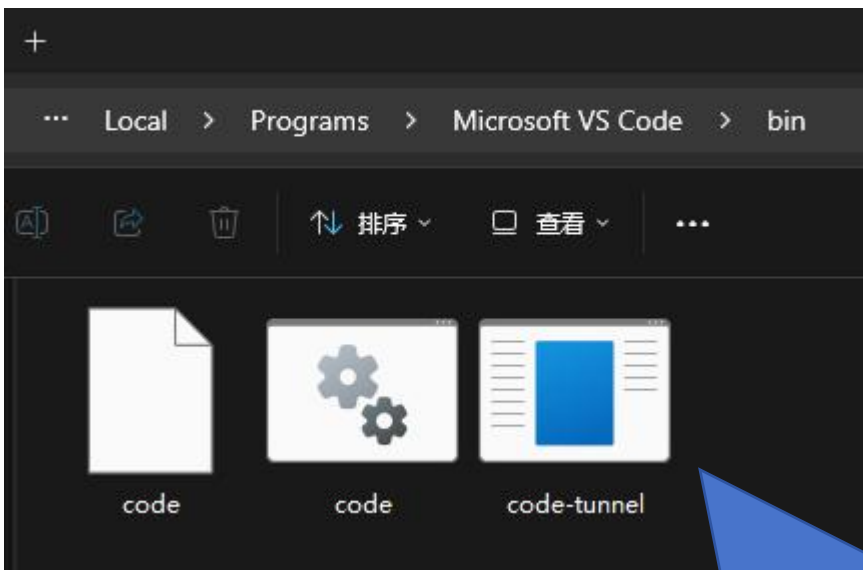 +
… Local > Programs > Microsoft VS Code > bin
排序 查看 …
code code code-tunnel